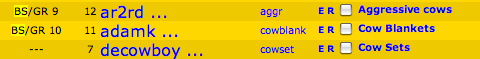 BS/GR 9 12 ar2rd ... aggr E R Aggressive cows
BS/GR 10 11 adamk ... cowblank E R Cow Blankets
--- 7 decowboy ... cowset E R Cow Sets